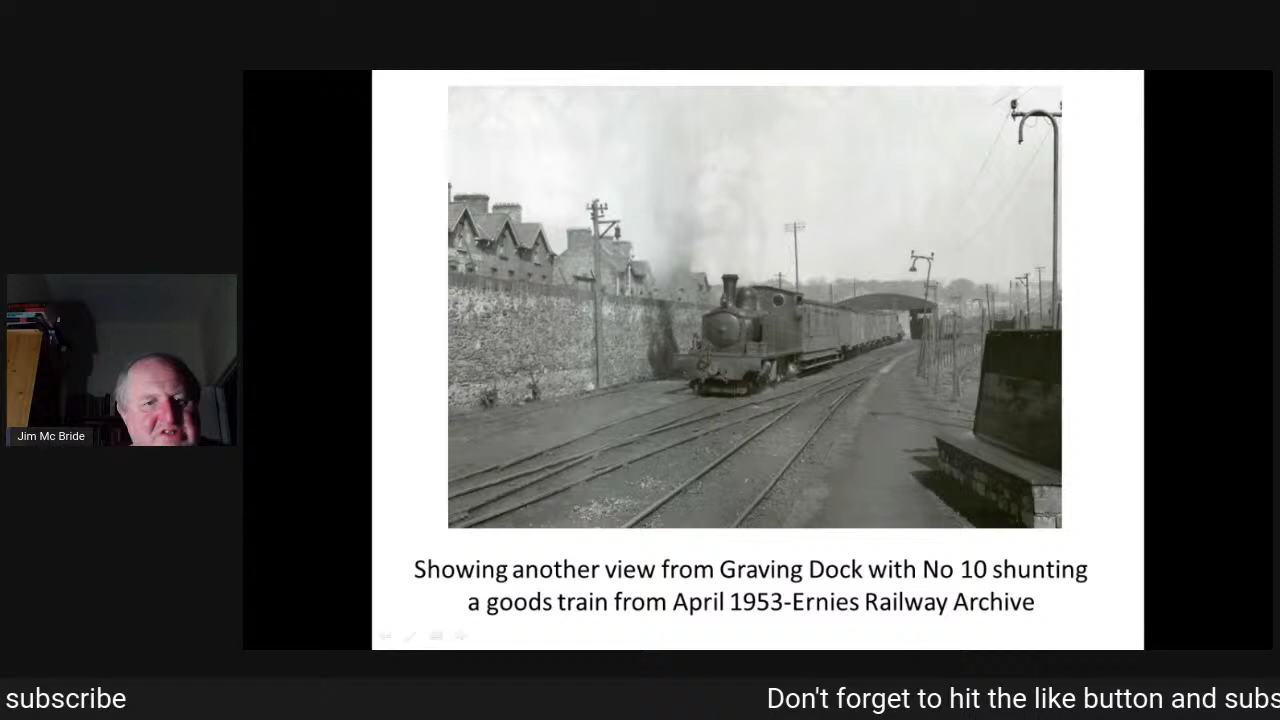 Jim Mc Bride
Showing another view from Graving Dock with No 10 shunting
a goods train from April 1953-Ernies Railway Archive
subscribe
Don't forget to hit the like button and subs